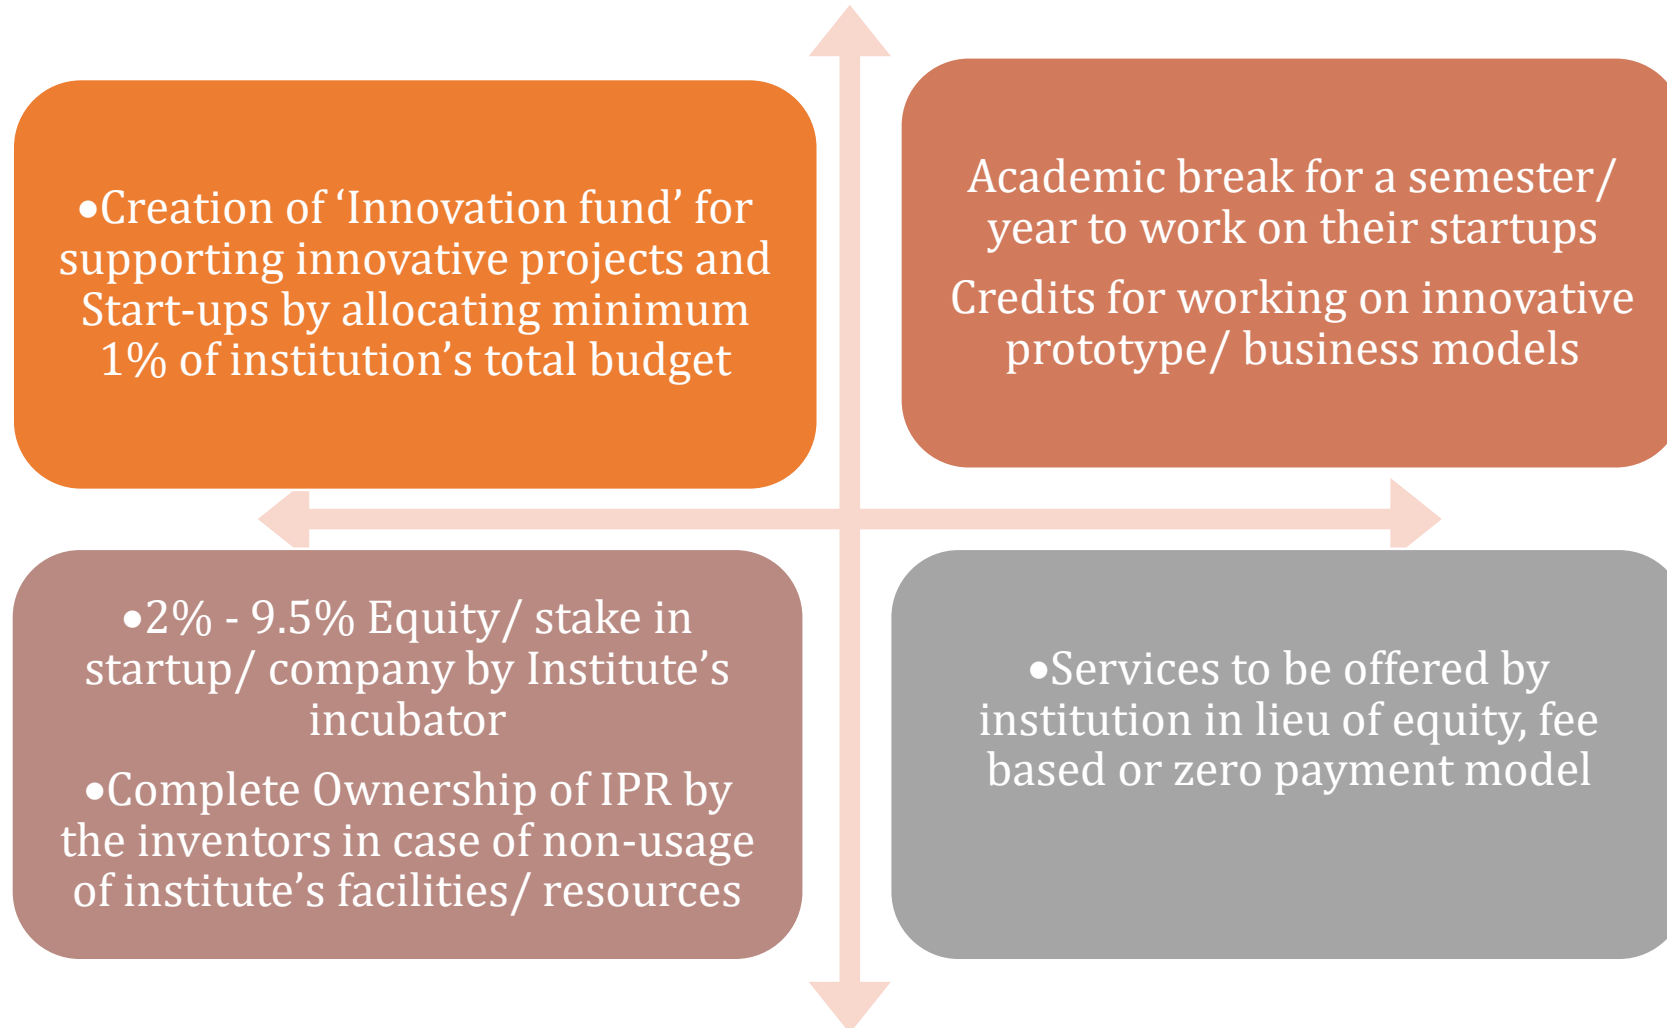 •Creation of ‘Innovation fund’ for
supporting innovative projects and
Start-ups by allocating minimum
1% of institution’s total budget
Academic break for a semester/
year to work on their startups
Credits for working on innovative
prototype/ business models
•2% - 9.5% Equity/ stake in
startup/ company by Institute’s
incubator
•Complete Ownership of IPR by
the inventors in case of non-usage
of institute’s facilities/ resources
•Services to be offered by
institution in lieu of equity, fee
based or zero payment model